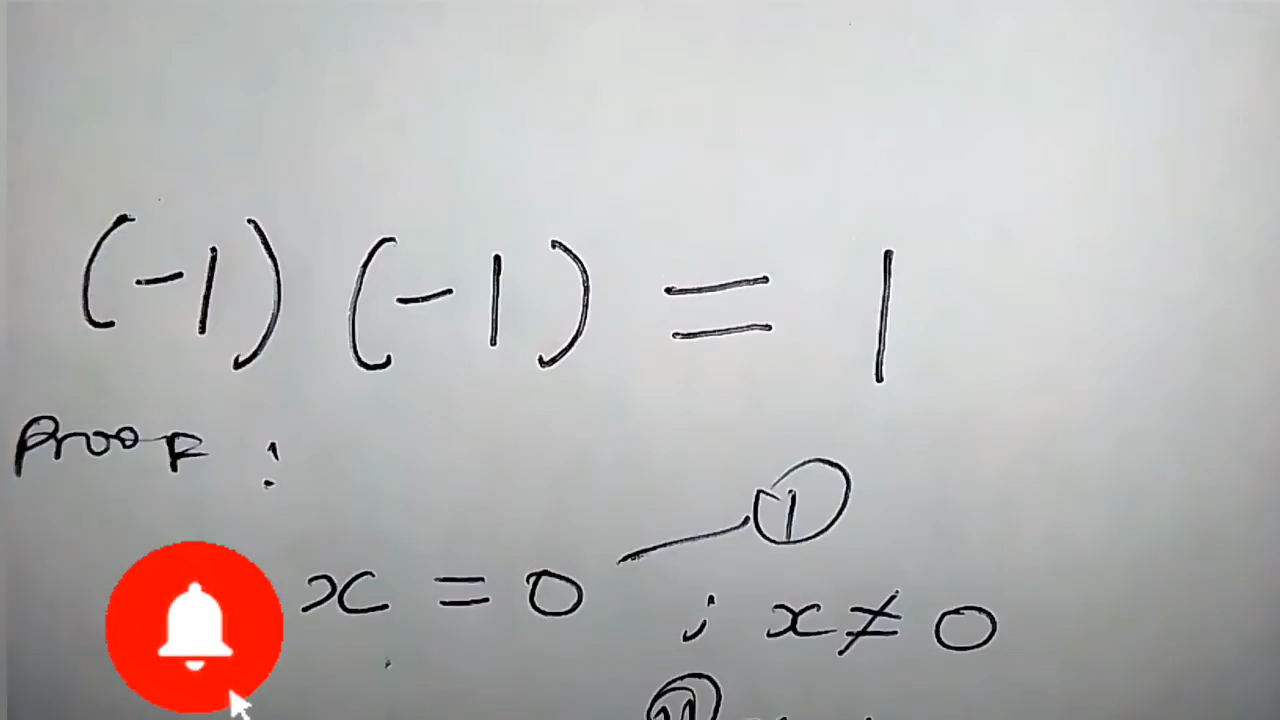 (-1) (-1) = 1
Proof :
①
x = 0 ; x ≠ 0